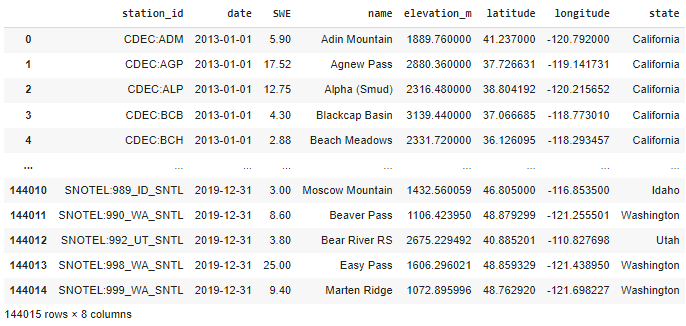 station_id date SWE name elevation_m latitude longitude state
0 CDEC:ADM 2013-01-01 5.90 Adin Mountain 1889.760000 41.237000 -120.792000 California
1 CDEC:AGP 2013-01-01 17.52 Agnew Pass 2880.360000 37.726631 -119.141731 California
2 CDEC:ALP 2013-01-01 12.75 Alpha (Smud) 2316.480000 38.804192 -120.215652 California
3 CDEC:BCB 2013-01-01 4.30 Blackcap Basin 3139.440000 37.066685 -118.773010 California
4 CDEC:BCH 2013-01-01 2.88 Beach Meadows 2331.720000 36.126095 -118.293457 California
... ... ... ... ... ... ... ... ...
144010 SNOTEL:989_ID_SNTL 2019-12-31 3.00 Moscow Mountain 1432.560059 46.805000 -116.853500 Idaho
144011 SNOTEL:990_WA_SNTL 2019-12-31 8.60 Beaver Pass 1106.423950 48.879299 -121.255501 Washington
144012 SNOTEL:992_UT_SNTL 2019-12-31 3.80 Bear River RS 2675.229492 40.885201 -110.827698 Utah
144013 SNOTEL:998_WA_SNTL 2019-12-31 25.00 Easy Pass 1606.296021 48.859329 -121.438950 Washington
144014 SNOTEL:999_WA_SNTL 2019-12-31 9.40 Marten Ridge 1072.895996 48.762920 -121.698227 Washington
144015 rows × 8 columns